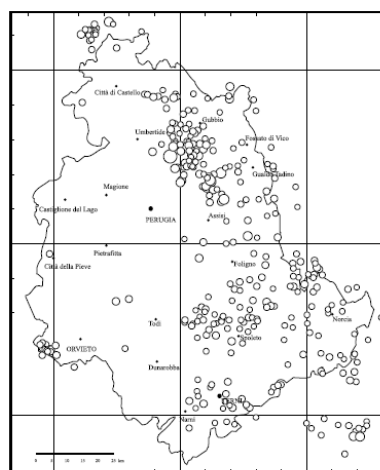 Città di Castello
Gubbio
Umbertide
Fossato di Vico
Gualdo Tadino
Magione
Castiglione del Lago
PERUGIA
Assisi
Pietrafitta
Città della Pieve
Foligno
Norcia
Todi
Spoleto
ORVIETO
Dunarobba
Narni